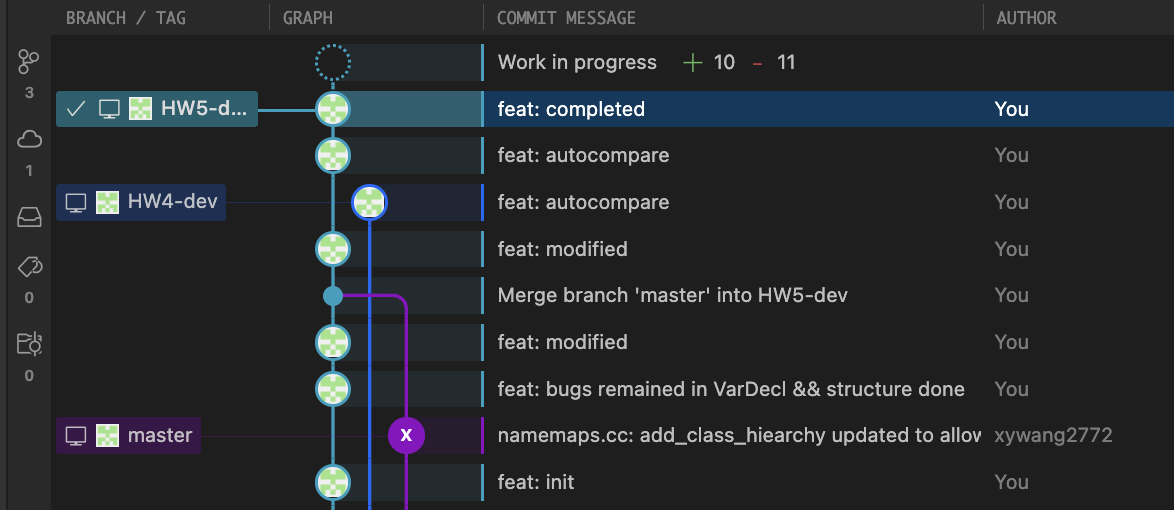 BRANCH / TAG GRAPH COMMIT MESSAGE AUTHOR
Work in progress + 10 - 11
3
HW5-d... feat: completed You
feat: autocompare You
1
HW4-dev feat: autocompare You
feat: modified You
0
Merge branch 'master' into HW5-dev You
feat: modified You
0
feat: bugs remained in VarDecl && structure done You
master X namemaps.cc: add_class_hiearchy updated to allow xywang2772
feat: init You